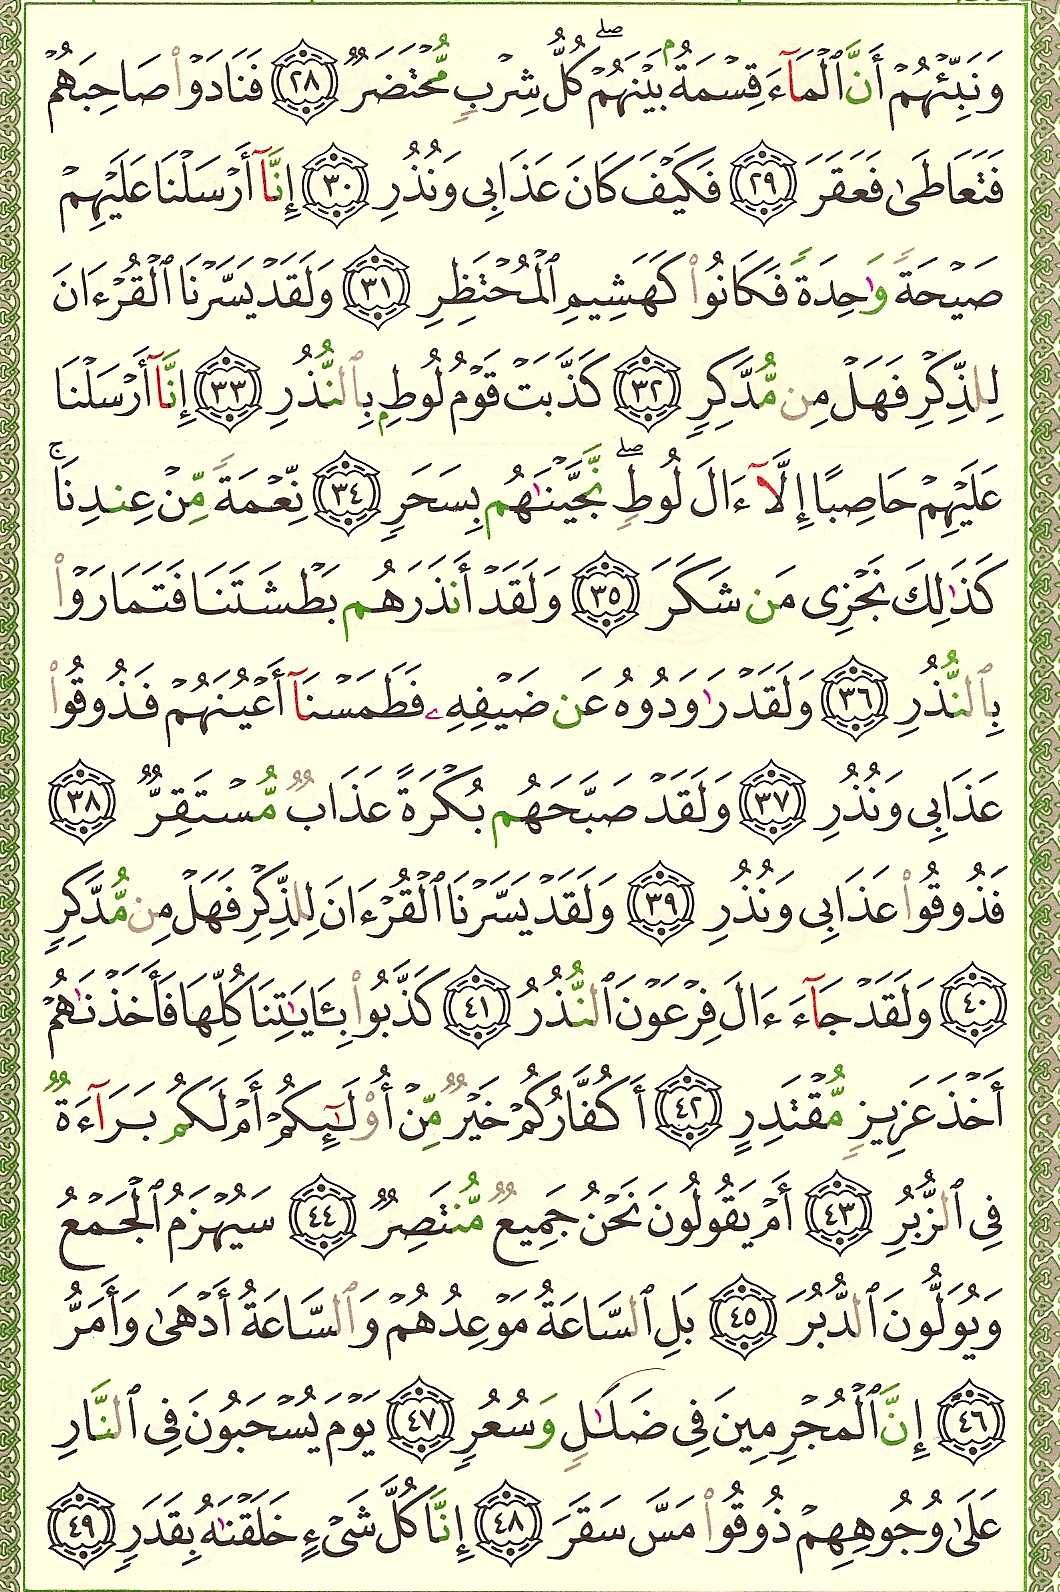 وَنَبِّئْهُمْ أَنَّ ٱلْمَآءَ قِسْمَةٌۢ بَيْنَهُمْ ۖ كُلُّ شِرْبٍ مُّحْتَضَرٌ ٢٨ فَنَادَوْا۟ صَاحِبَهُمْ
فَتَعَاطَىٰ فَعَقَرَ ٢٩ فَكَيْفَ كَانَ عَذَابِى وَنُذُرِ ٣٠ إِنَّآ أَرْسَلْنَا عَلَيْهِمْ
صَيْحَةً وَٰحِدَةً فَكَانُوا۟ كَهَشِيمِ ٱلْمُحْتَظِرِ ٣١ وَلَقَدْ يَسَّرْنَا ٱلْقُرْءَانَ
لِلذِّكْرِ فَهَلْ مِن مُّدَّكِرٍ ٣٢ كَذَّبَتْ قَوْمُ لُوطٍۭ بِٱلنُّذُرِ ٣٣ إِنَّآ أَرْسَلْنَا
عَلَيْهِمْ حَاصِبًا إِلَّآ ءَالَ لُوطٍ ۖ نَّجَّيْنَٰهُم بِسَحَرٍ ٣٤ نِّعْمَةً مِّنْ عِندِنَا ۚ
كَذَٰلِكَ نَجْزِى مَن شَكَرَ ٣٥ وَلَقَدْ أَنذَرَهُم بَطْشَتَنَا فَتَمَارَوْا۟
بِٱلنُّذُرِ ٣٦ وَلَقَدْ رَٰوَدُوهُ عَن ضَيْفِهِۦ فَطَمَسْنَآ أَعْيُنَهُمْ فَذُوقُوا۟
عَذَابِى وَنُذُرِ ٣٧ وَلَقَدْ صَبَّحَهُم بُكْرَةً عَذَابٌ مُّسْتَقِرٌّ ٣٨
فَذُوقُوا۟ عَذَابِى وَنُذُرِ ٣٩ وَلَقَدْ يَسَّرْنَا ٱلْقُرْءَانَ لِلذِّكْرِ فَهَلْ مِن مُّدَّكِرٍ
٤٠ وَلَقَدْ جَآءَ ءَالَ فِرْعَوْنَ ٱلنُّذُرُ ٤١ كَذَّبُوا۟ بِـَٔايَٰتِنَا كُلِّهَا فَأَخَذْنَٰهُمْ
أَخْذَ عَزِيزٍ مُّقْتَدِرٍ ٤٢ أَكُفَّارُكُمْ خَيْرٌ مِّنْ أُو۟لَٰٓئِكُمْ أَمْ لَكُم بَرَآءَةٌ
فِى ٱلزُّبُرِ ٤٣ أَمْ يَقُولُونَ نَحْنُ جَمِيعٌ مُّنتَصِرٌ ٤٤ سَيُهْزَمُ ٱلْجَمْعُ
وَيُوَلُّونَ ٱلدُّبُرَ ٤٥ بَلِ ٱلسَّاعَةُ مَوْعِدُهُمْ وَٱلسَّاعَةُ أَدْهَىٰ وَأَمَرُّ
٤٦ إِنَّ ٱلْمُجْرِمِينَ فِى ضَلَٰلٍ وَسُعُرٍ ٤٧ يَوْمَ يُسْحَبُونَ فِى ٱلنَّارِ
عَلَىٰ وُجُوهِهِمْ ذُوقُوا۟ مَسَّ سَقَرَ ٤٨ إِنَّا كُلَّ شَىْءٍ خَلَقْنَٰهُ بِقَدَرٍ ٤٩